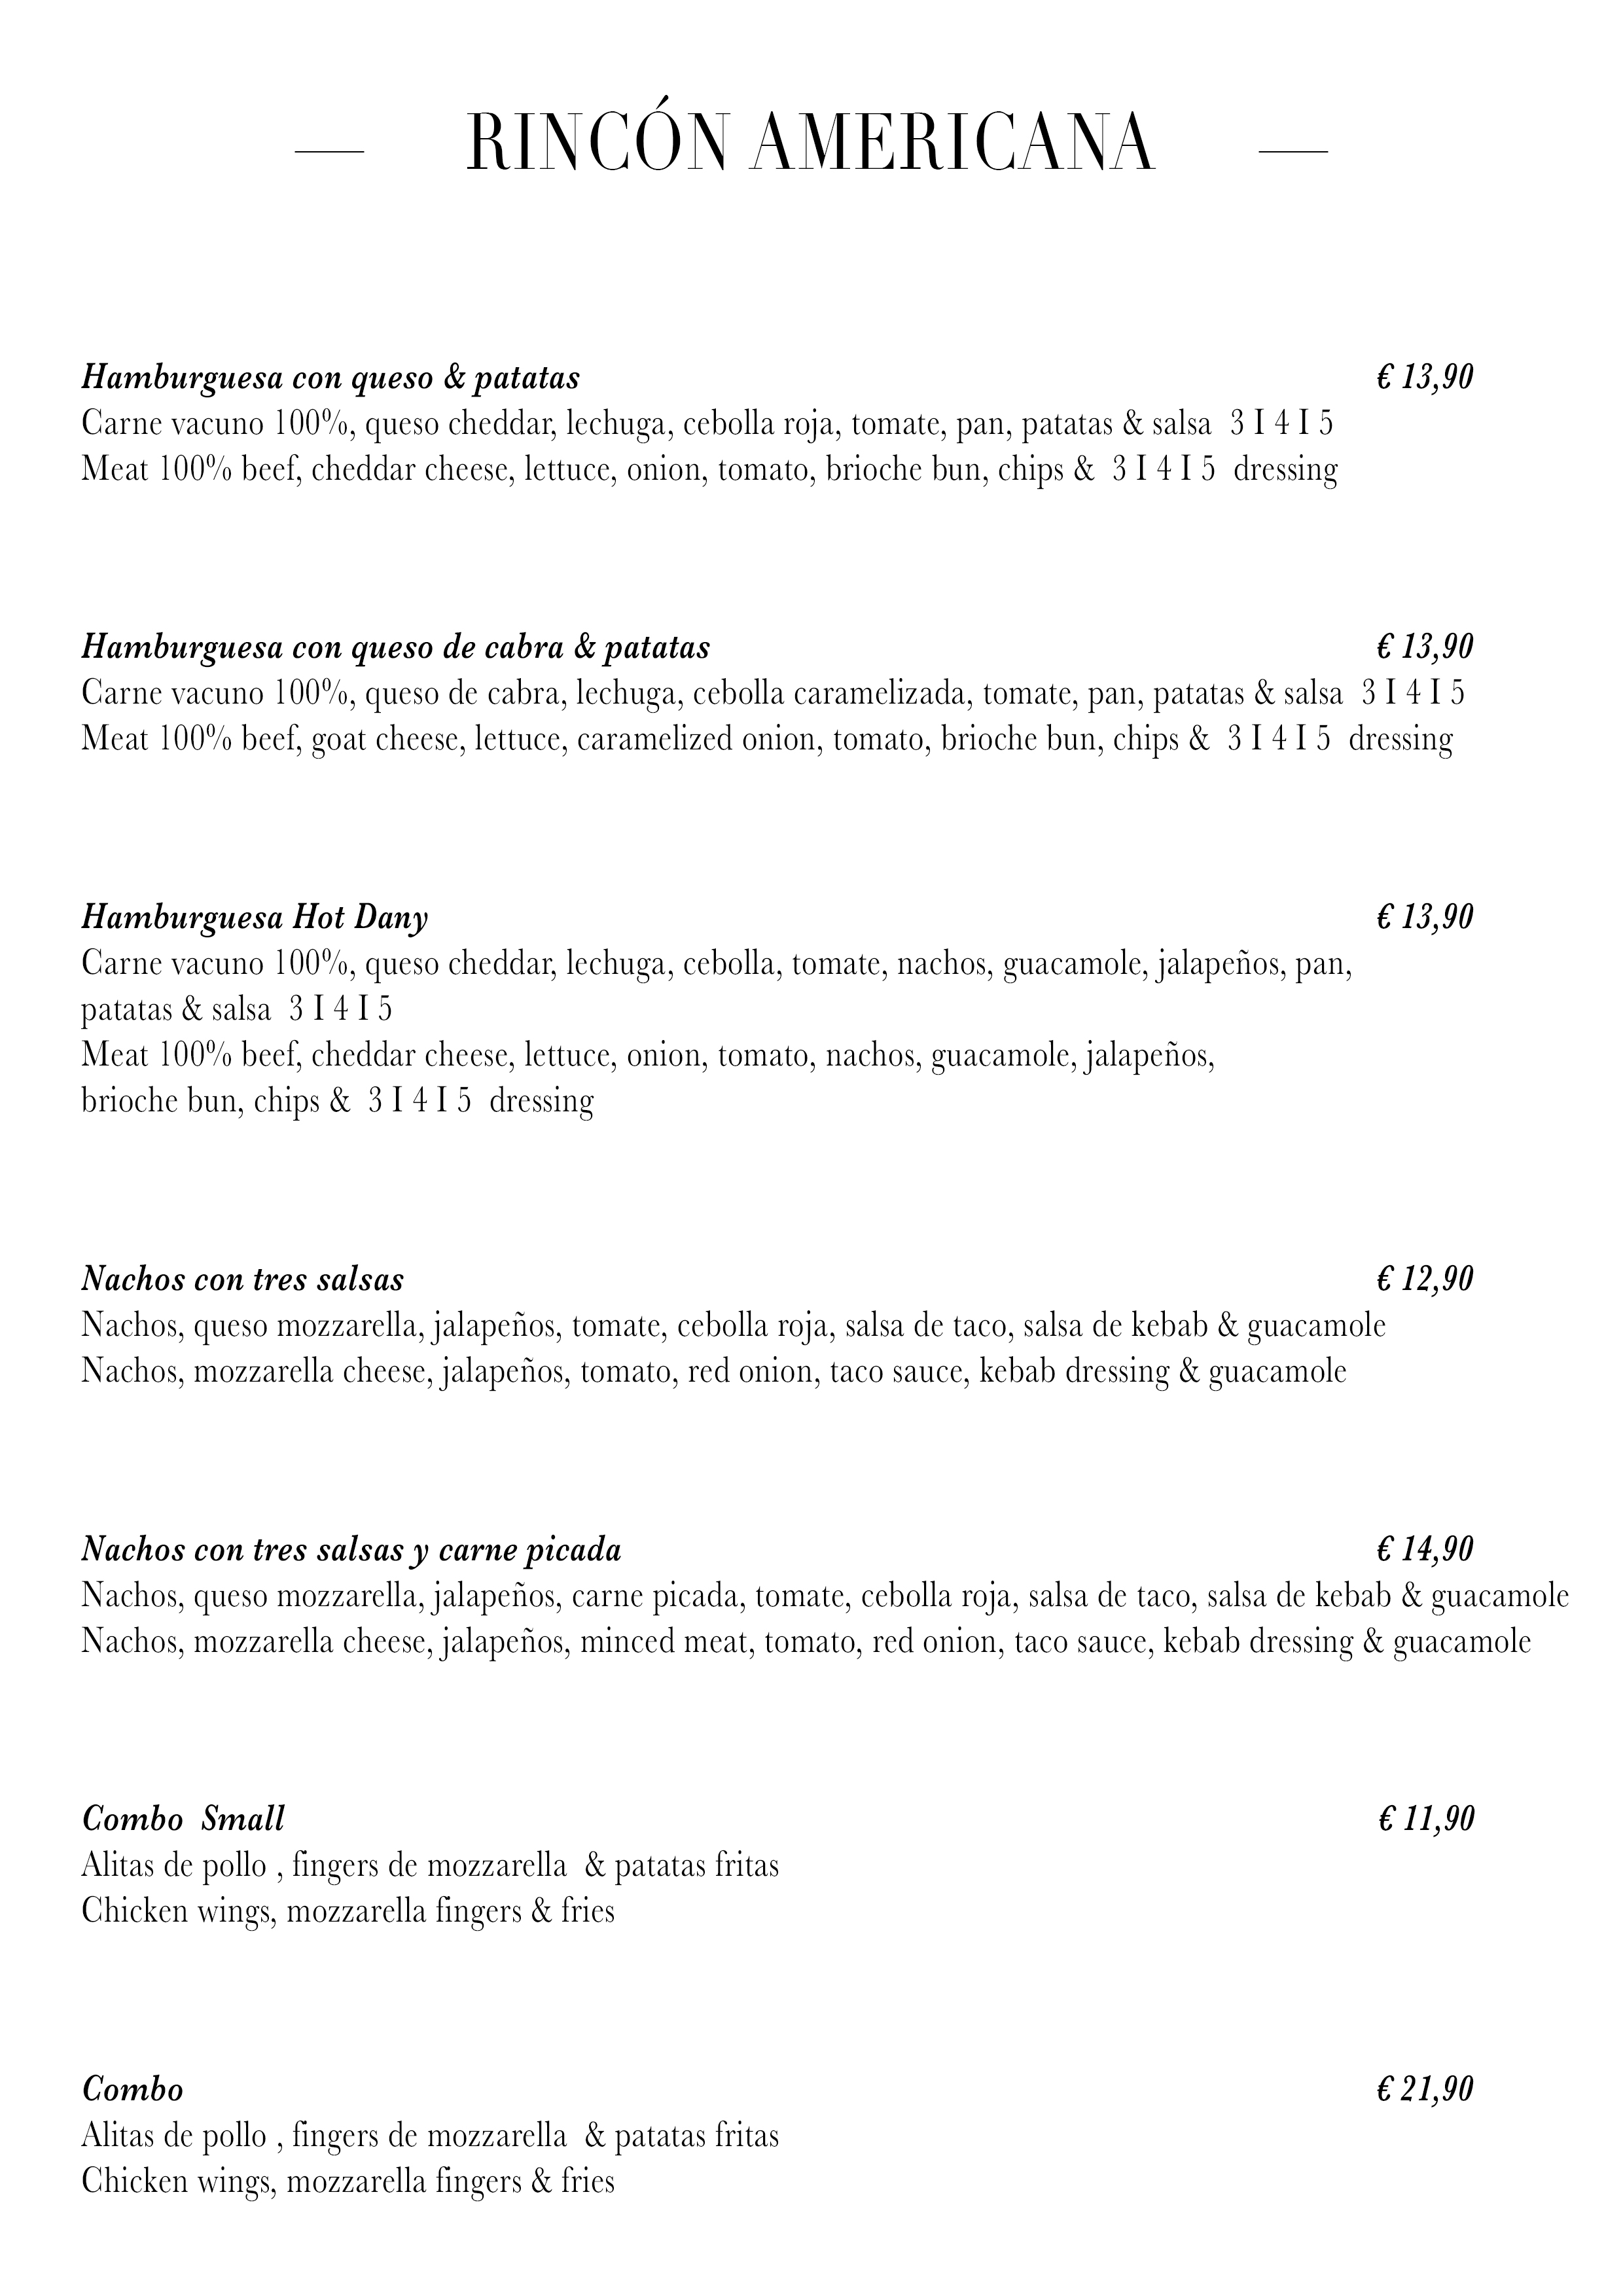 RINCÓN AMERICANA
Hamburguesa con queso & patatas € 13,90
Carne vacuno 100%, queso cheddar, lechuga, cebolla roja, tomate, pan, patatas & salsa 3 I 4 I 5
Meat 100% beef, cheddar cheese, lettuce, onion, tomato, brioche bun, chips & 3 I 4 I 5 dressing
Hamburguesa con queso de cabra & patatas € 13,90
Carne vacuno 100%, queso de cabra, lechuga, cebolla caramelizada, tomate, pan, patatas & salsa 3 I 4 I 5
Meat 100% beef, goat cheese, lettuce, caramelized onion, tomato, brioche bun, chips & 3 I 4 I 5 dressing
Hamburguesa Hot Dany € 13,90
Carne vacuno 100%, queso cheddar, lechuga, cebolla, tomate, nachos, guacamole, jalapeños, pan,
patatas & salsa 3 I 4 I 5
Meat 100% beef, cheddar cheese, lettuce, onion, tomato, nachos, guacamole, jalapeños,
brioche bun, chips & 3 I 4 I 5 dressing
Nachos con tres salsas € 12,90
Nachos, queso mozzarella, jalapeños, tomate, cebolla roja, salsa de taco, salsa de kebab & guacamole
Nachos, mozzarella cheese, jalapeños, tomato, red onion, taco sauce, kebab dressing & guacamole
Nachos con tres salsas y carne picada € 14,90
Nachos, queso mozzarella, jalapeños, carne picada, tomate, cebolla roja, salsa de taco, salsa de kebab & guacamole
Nachos, mozzarella cheese, jalapeños, minced meat, tomato, red onion, taco sauce, kebab dressing & guacamole
Combo Small € 11,90
Alitas de pollo , fingers de mozzarella & patatas fritas
Chicken wings, mozzarella fingers & fries
Combo € 21,90
Alitas de pollo , fingers de mozzarella & patatas fritas
Chicken wings, mozzarella fingers & fries